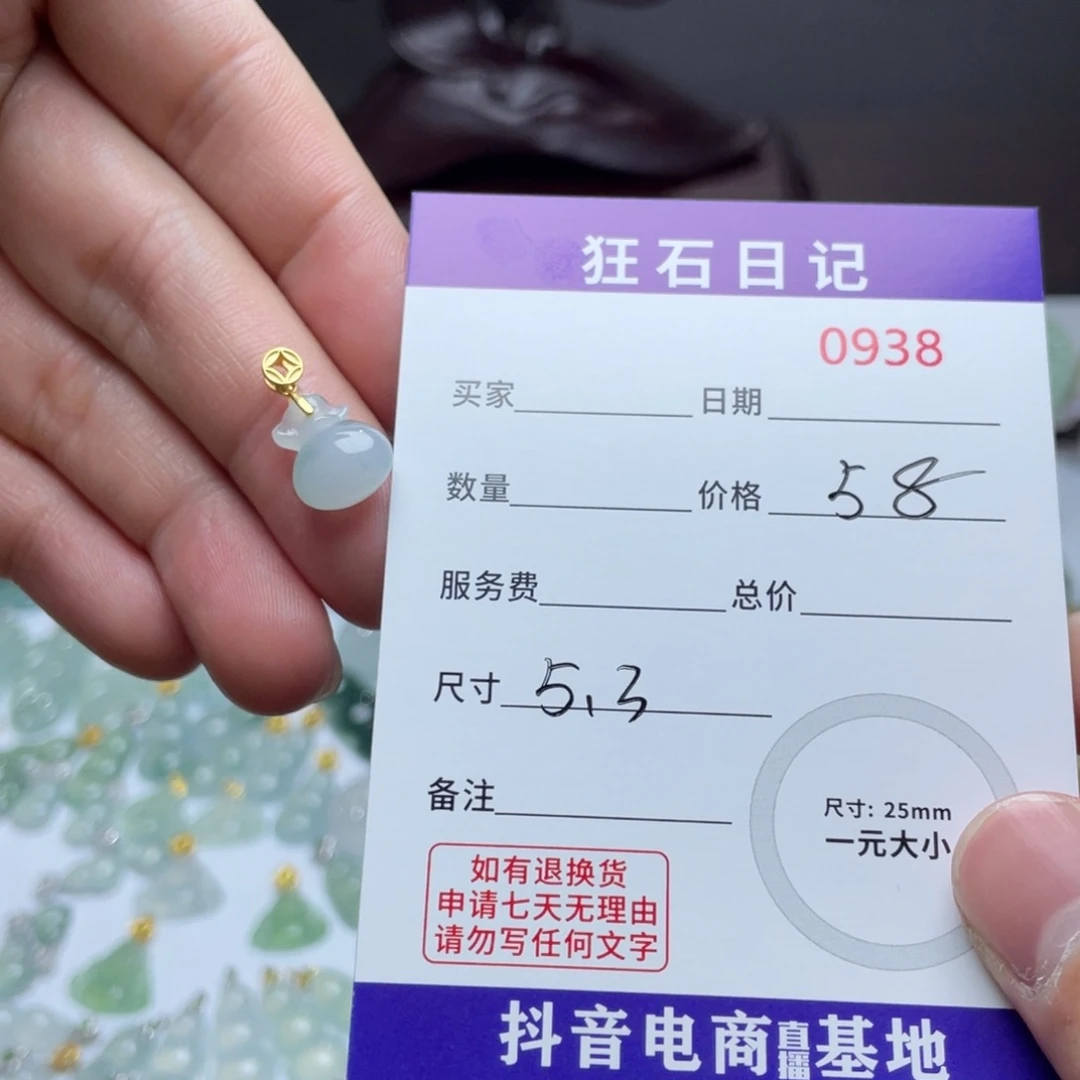 狂石日记
0938
买家 日期
数量 价格 58
服务费 总价
尺寸 5.3
备注
尺寸: 25mm
一元大小
如有退换货
申请七天无理由
请勿写任何文字
抖音电商直播基地